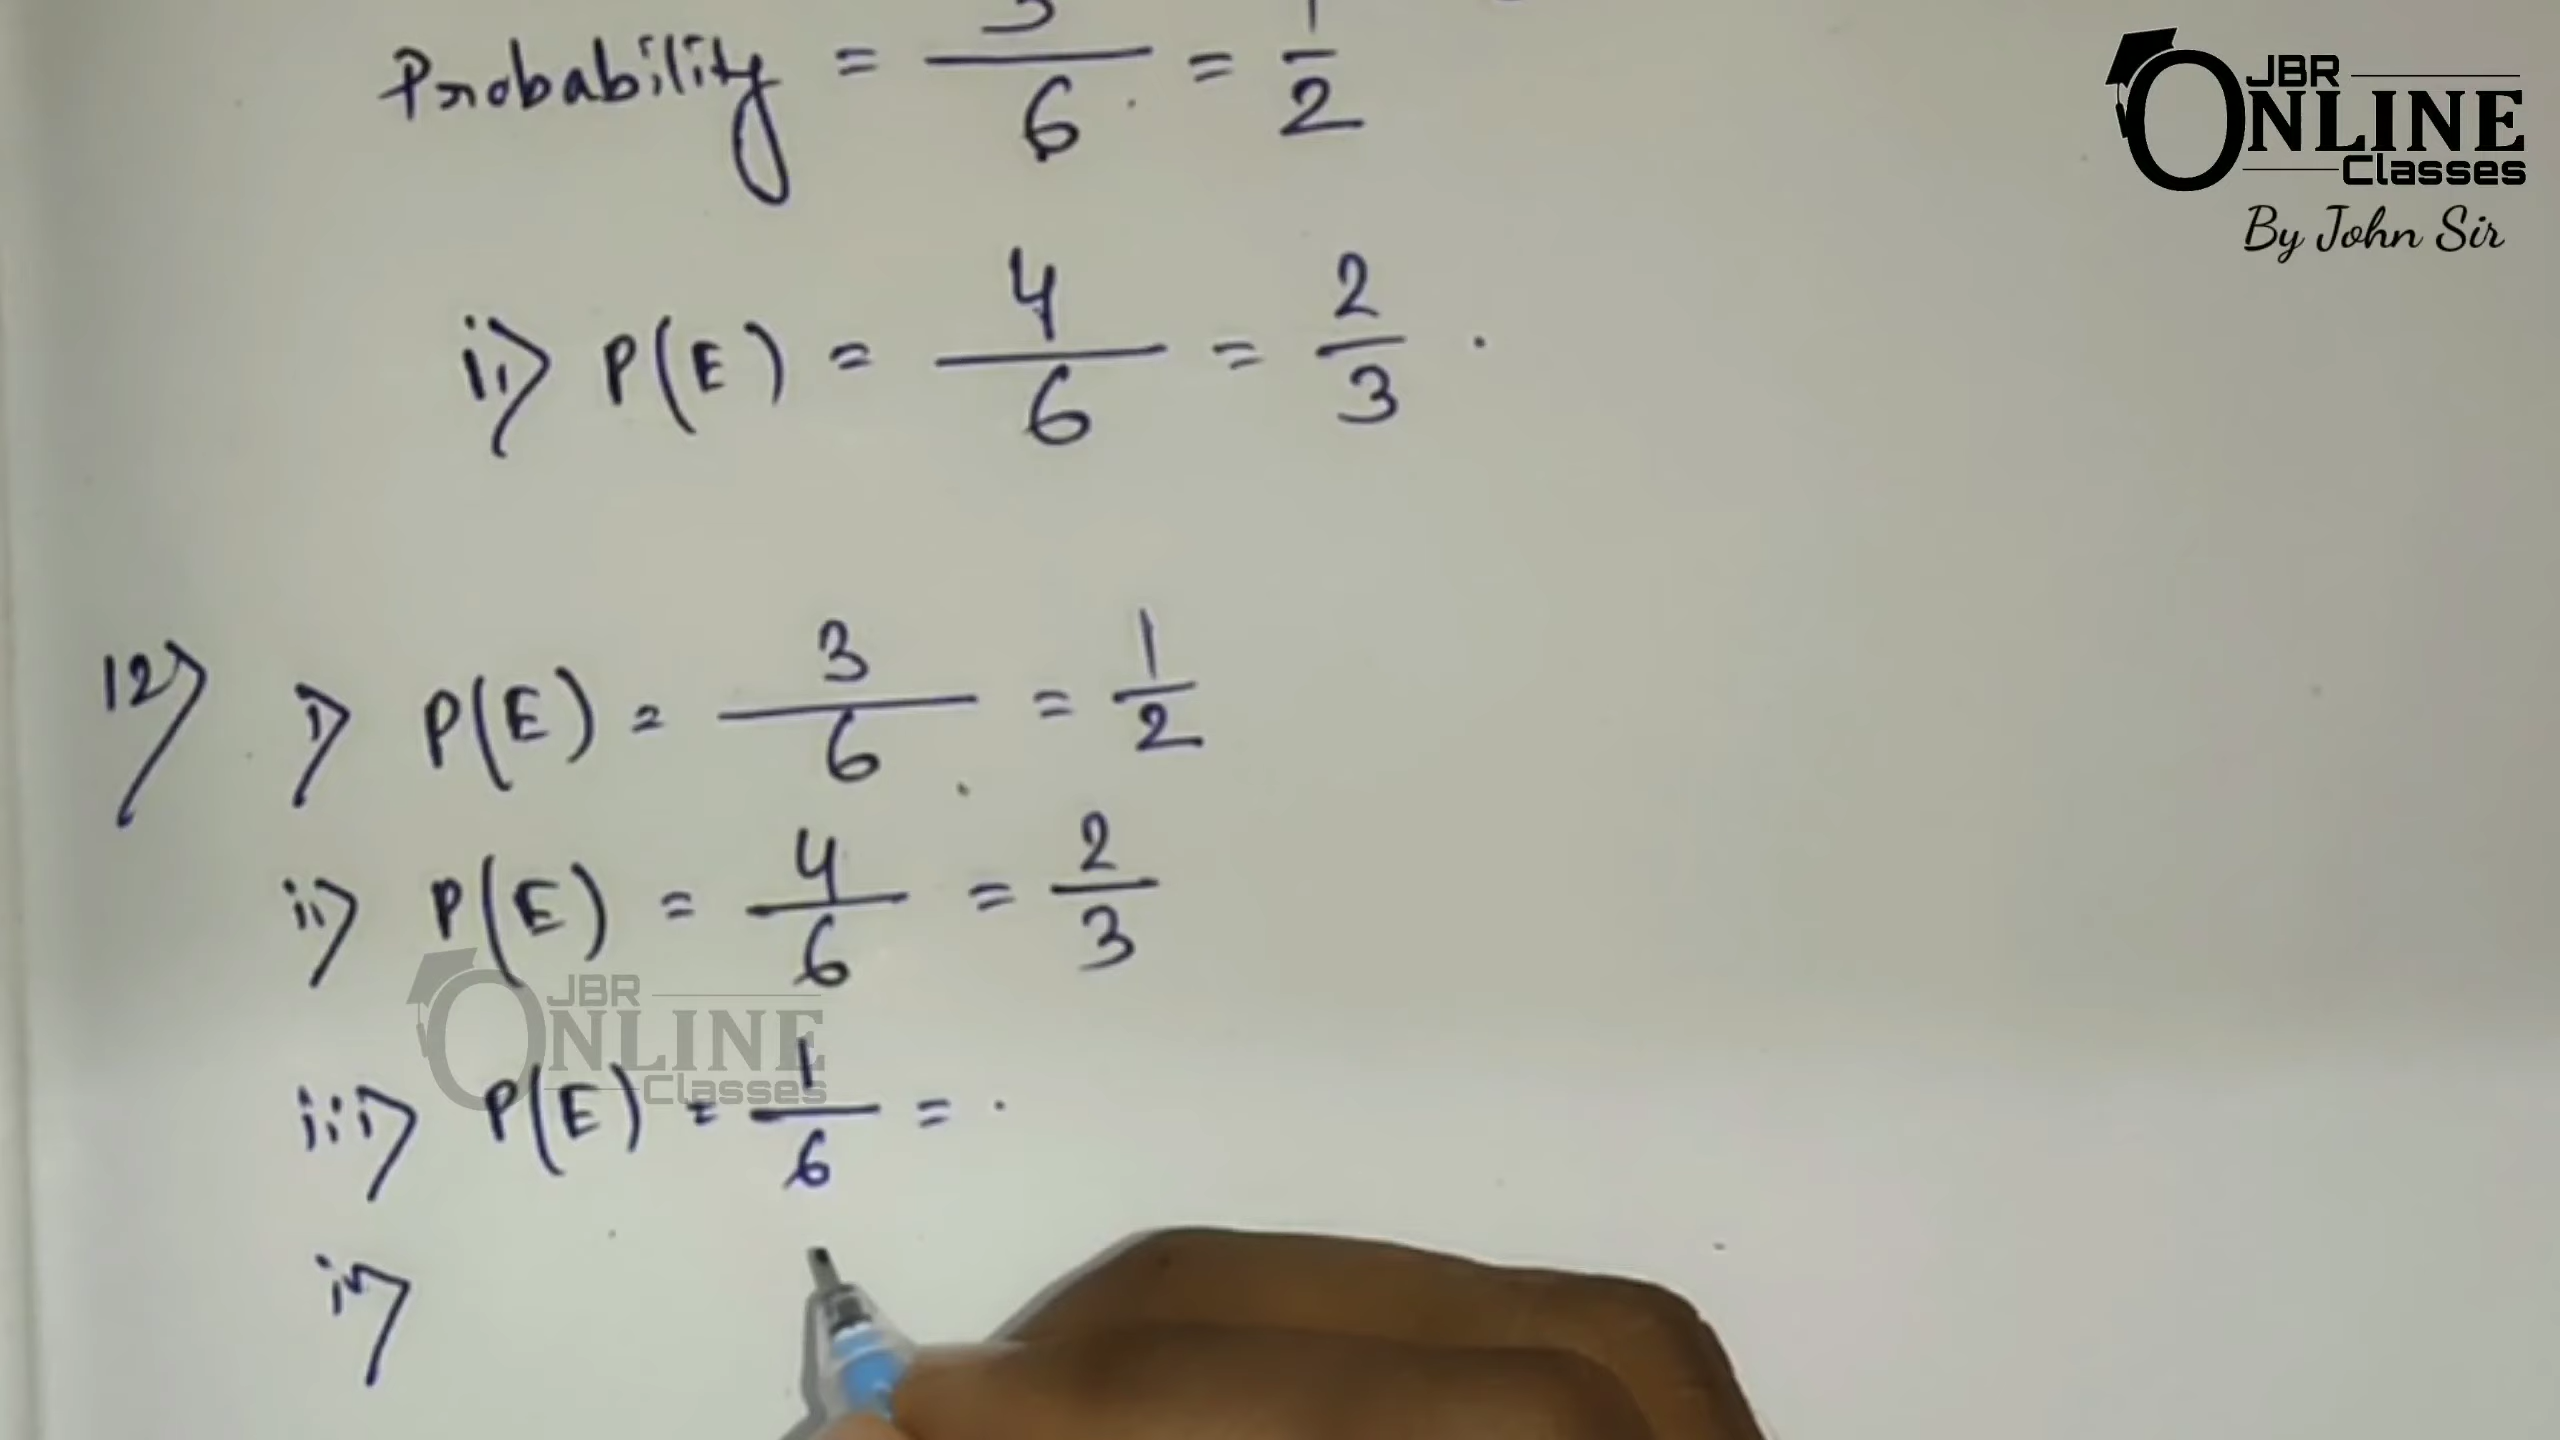 Probability = 3/6 = 1/2
JBR
ONLINE
Classes
By John Sir
ii) P(E) = 4/6 = 2/3 .
12) i) P(E) = 3/6 = 1/2
ii) P(E) = 4/6 = 2/3
JBR
ONLINE
Classes
iii) P(E) = 1/6 = .
iv)